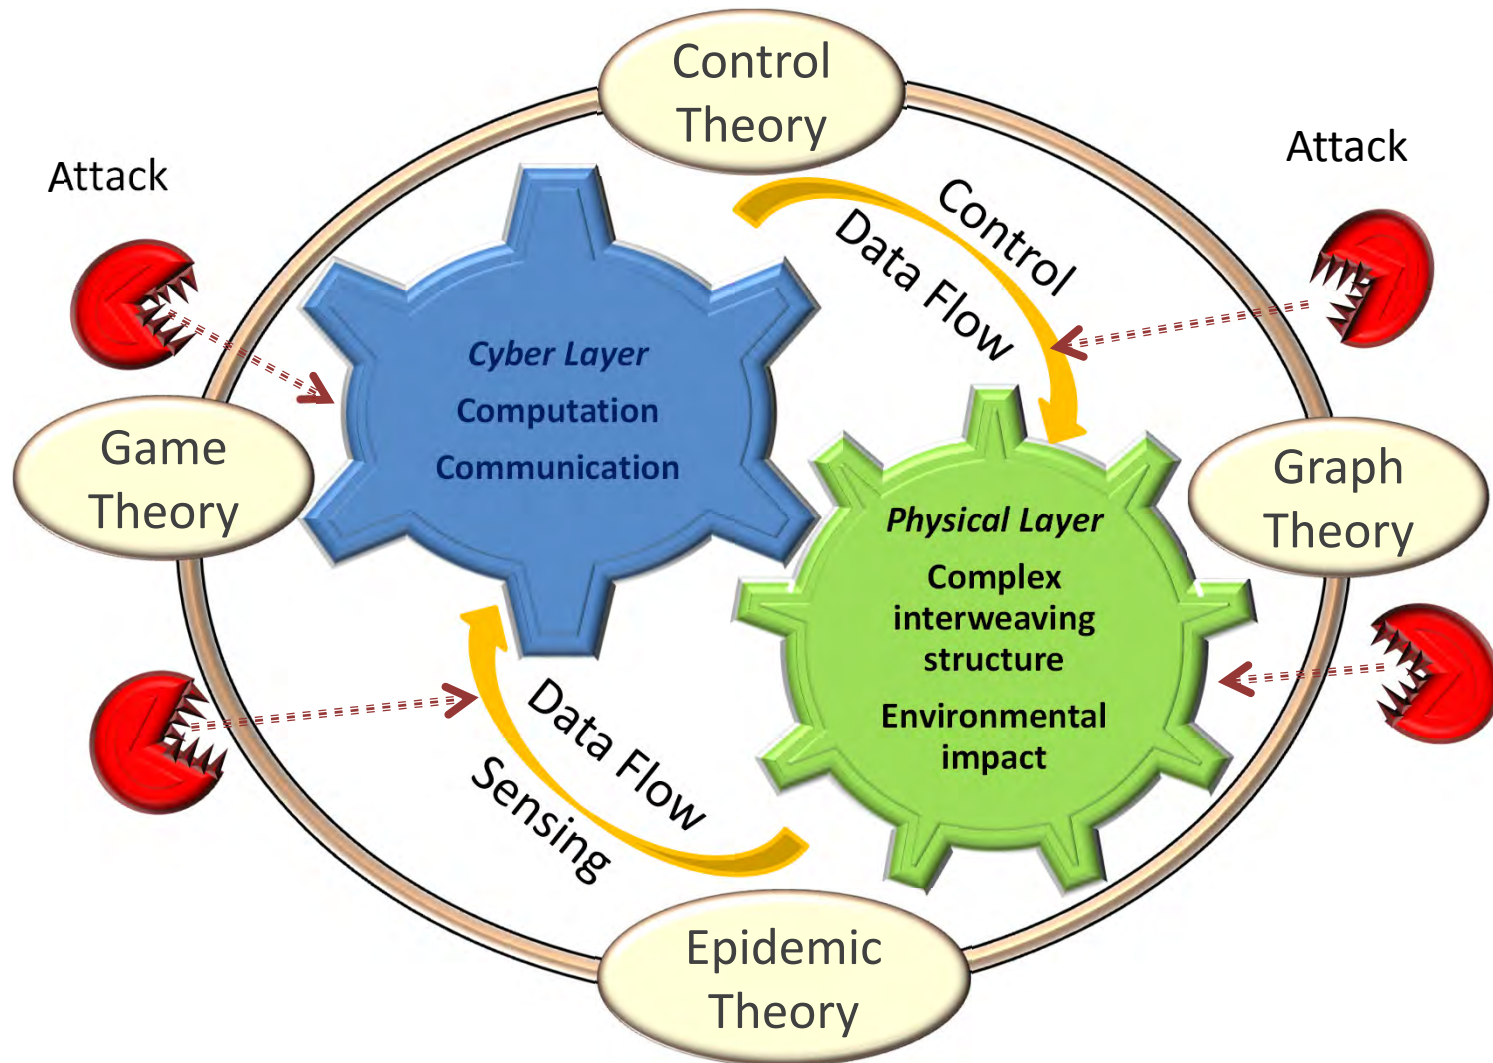 Control
Theory
Attack
Attack
Control
Data Flow
Cyber Layer
Computation
Communication
Game
Theory
Graph
Theory
Physical Layer
Complex
interweaving
structure
Environmental
impact
Data Flow
Sensing
Epidemic
Theory